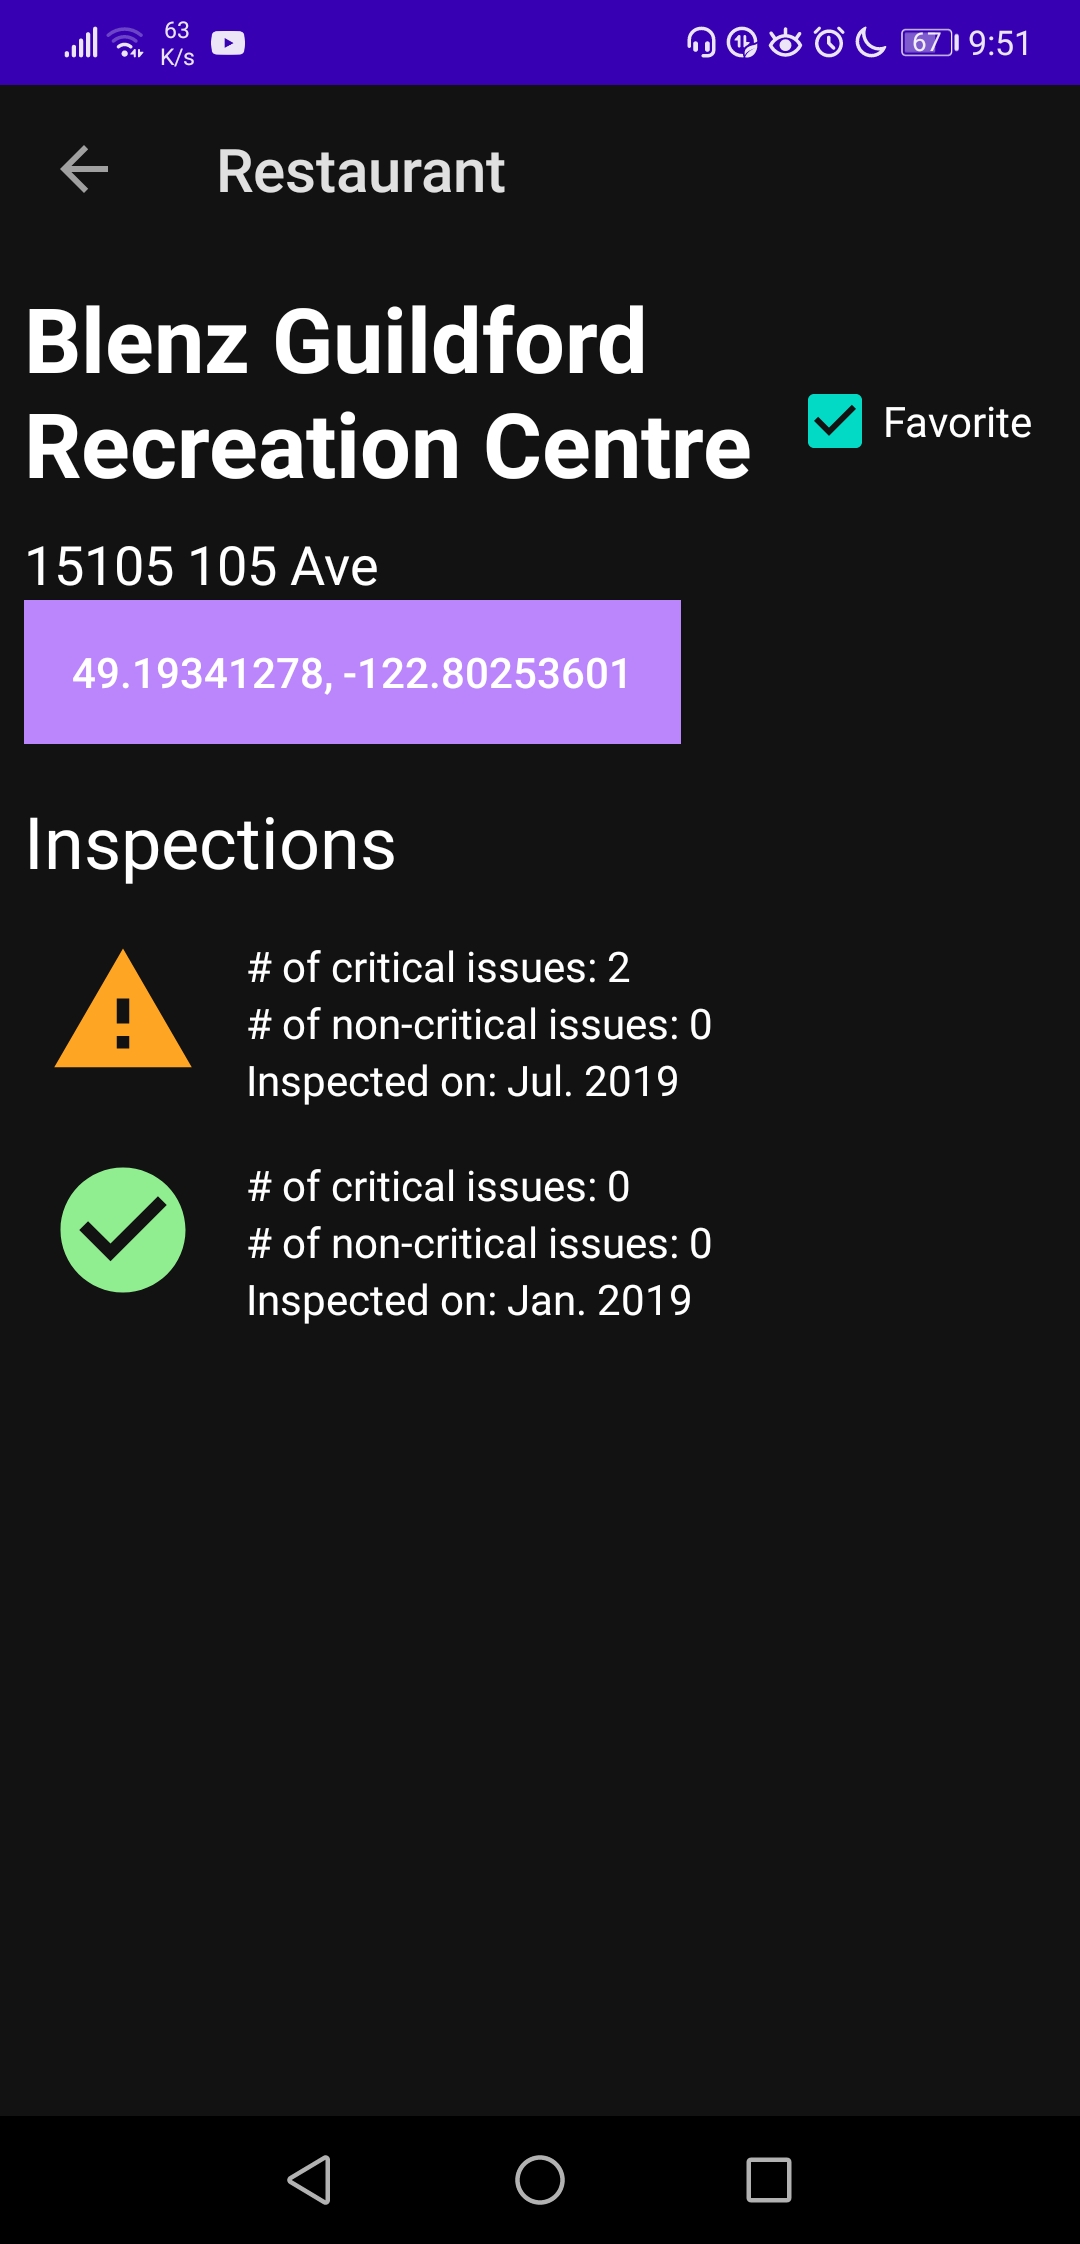 63
K/s
67 9:51
Restaurant
Blenz Guildford
Recreation Centre
Favorite
15105 105 Ave
49.19341278, -122.80253601
Inspections
# of critical issues: 2
# of non-critical issues: 0
Inspected on: Jul. 2019
# of critical issues: 0
# of non-critical issues: 0
Inspected on: Jan. 2019